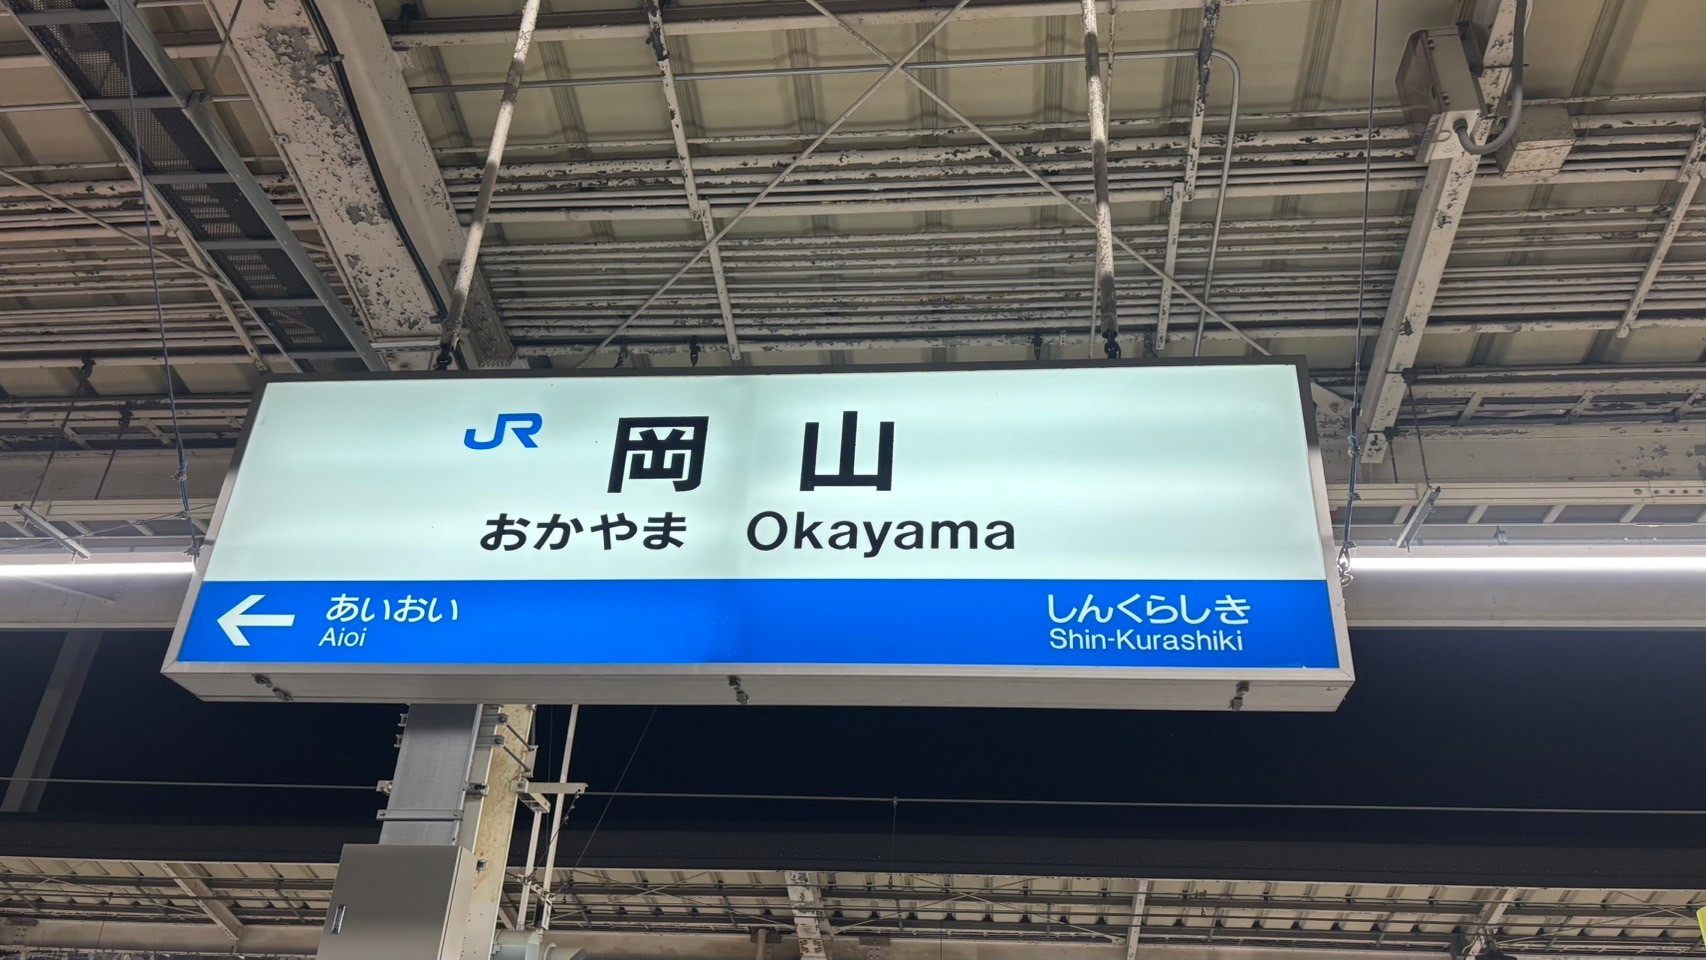 JR 岡山
おかやま Okayama
← あいおい しんくらしき
Aioi Shin-Kurashiki